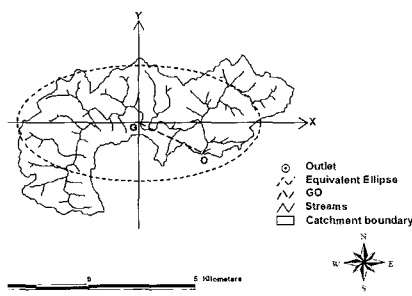 Y
X
G
O
Outlet
Equivalent Ellipse
GO
Streams
Catchment boundary
0 5 Kilometers
N
W E
S